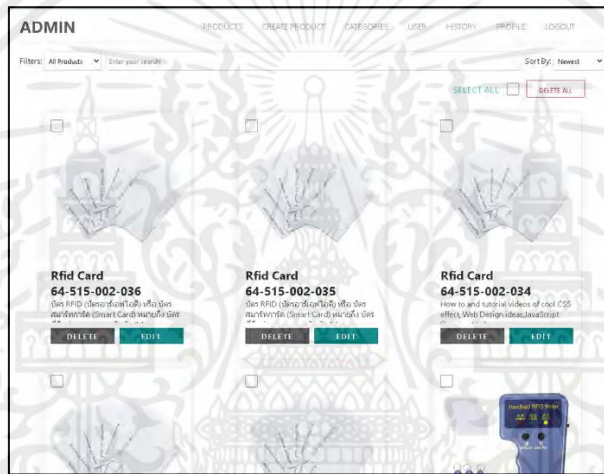 ADMIN
PRODUCTS CREATE PRODUCT CATEGORIES USER HISTORY PROFILE LOGOUT
Filters: All Products Enter your search! Sort By: Newest
SELECT ALL DELETE ALL
Rfid Card
64-515-002-036
บัตร RFID (บัตรอาร์เอฟไอดี) หรือ บัตร
สมาร์ทการ์ด (Smart Card) หมายถึง บัตร
DELETE EDIT
Rfid Card
64-515-002-035
บัตร RFID (บัตรอาร์เอฟไอดี) หรือ บัตร
สมาร์ทการ์ด (Smart Card) หมายถึง บัตร
DELETE EDIT
Rfid Card
64-515-002-034
How to and tutorial videos of cool CSS
effect, Web Design ideas,JavaScript
DELETE EDIT
Handheld RFID Writer